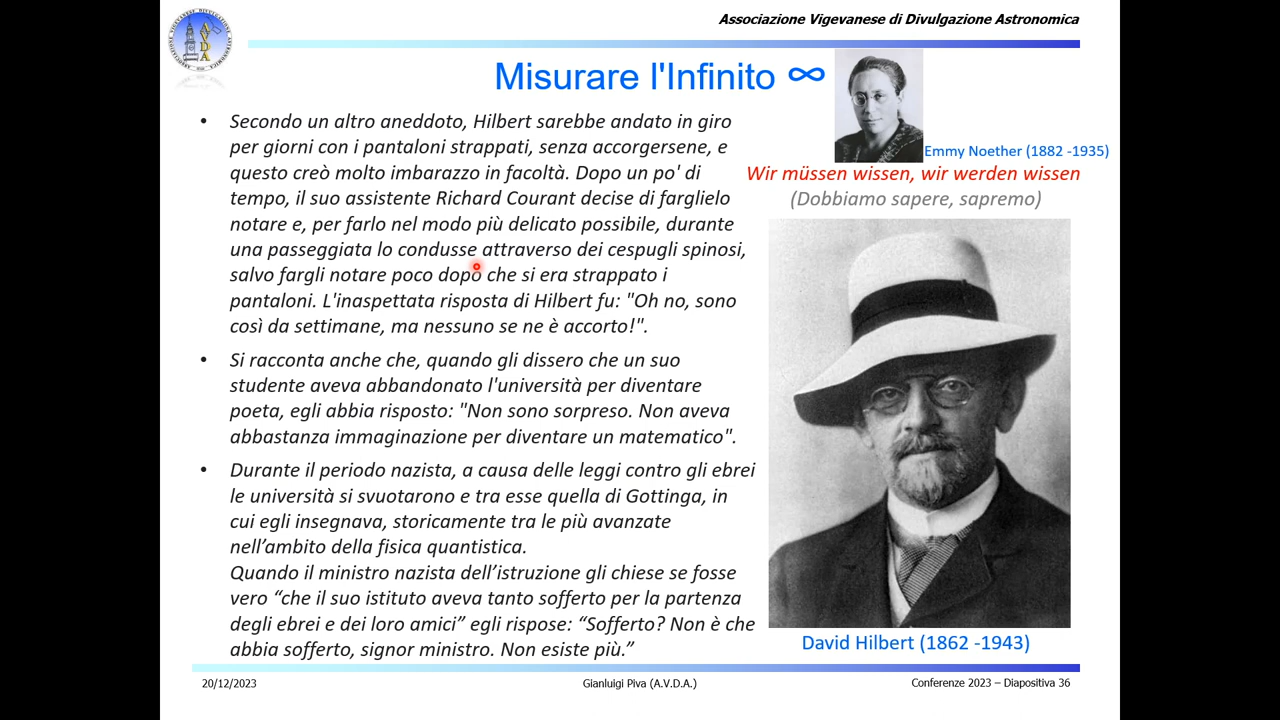 Associazione Vigevanese di Divulgazione Astronomica
Misurare l'Infinito ∞
Emmy Noether (1882 -1935)
Wir müssen wissen, wir werden wissen
(Dobbiamo sapere, sapremo)
• Secondo un altro aneddoto, Hilbert sarebbe andato in giro
per giorni con i pantaloni strappati, senza accorgersene, e
questo creò molto imbarazzo in facoltà. Dopo un po' di
tempo, il suo assistente Richard Courant decise di farglielo
notare e, per farlo nel modo più delicato possibile, durante
una passeggiata lo condusse attraverso dei cespugli spinosi,
salvo fargli notare poco dopo che si era strappato i
pantaloni. L'inaspettata risposta di Hilbert fu: "Oh no, sono
così da settimane, ma nessuno se ne è accorto!".
• Si racconta anche che, quando gli dissero che un suo
studente aveva abbandonato l'università per diventare
poeta, egli abbia risposto: "Non sono sorpreso. Non aveva
abbastanza immaginazione per diventare un matematico".
• Durante il periodo nazista, a causa delle leggi contro gli ebrei
le università si svuotarono e tra esse quella di Gottinga, in
cui egli insegnava, storicamente tra le più avanzate
nell’ambito della fisica quantistica.
Quando il ministro nazista dell’istruzione gli chiese se fosse
vero “che il suo istituto aveva tanto sofferto per la partenza
degli ebrei e dei loro amici” egli rispose: “Sofferto? Non è che
abbia sofferto, signor ministro. Non esiste più.”
David Hilbert (1862 -1943)
20/12/2023
Gianluigi Piva (A.V.D.A.)
Conferenze 2023 – Diapositiva 36